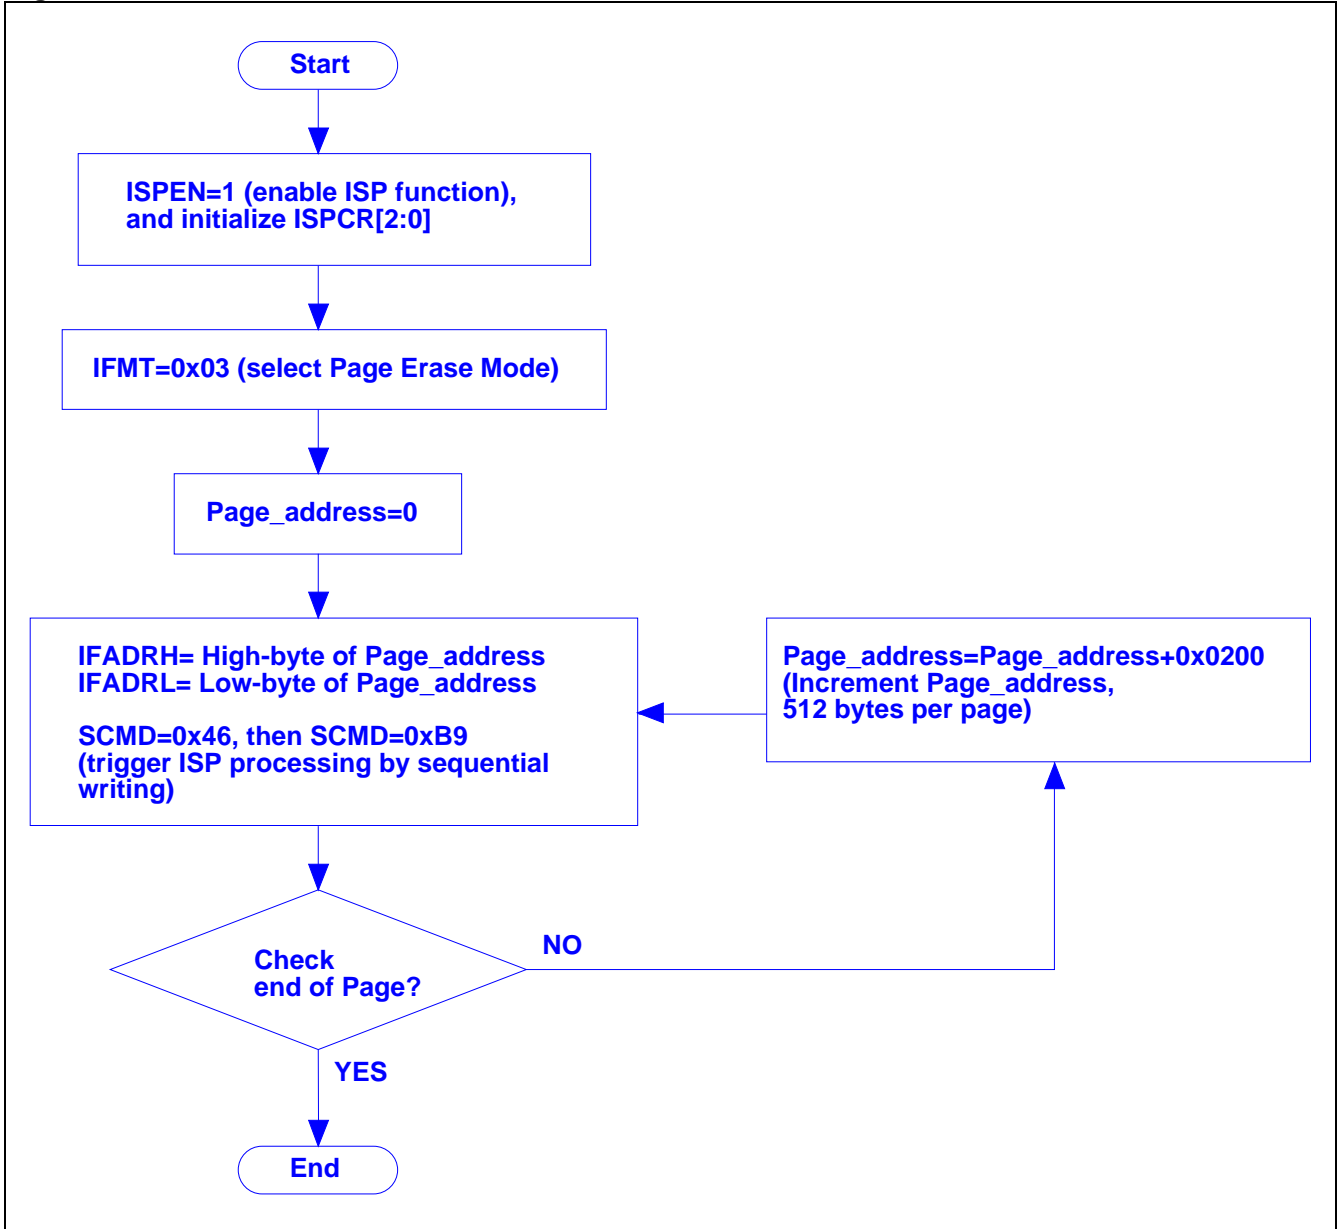 Start
ISPEN=1 (enable ISP function),
and initialize ISPCR[2:0]
IFMT=0x03 (select Page Erase Mode)
Page_address=0
IFADRH= High-byte of Page_address
IFADRL= Low-byte of Page_address
SCMD=0x46, then SCMD=0xB9
(trigger ISP processing by sequential
writing)
Page_address=Page_address+0x0200
(Increment Page_address,
512 bytes per page)
Check
end of Page?
NO
YES
End